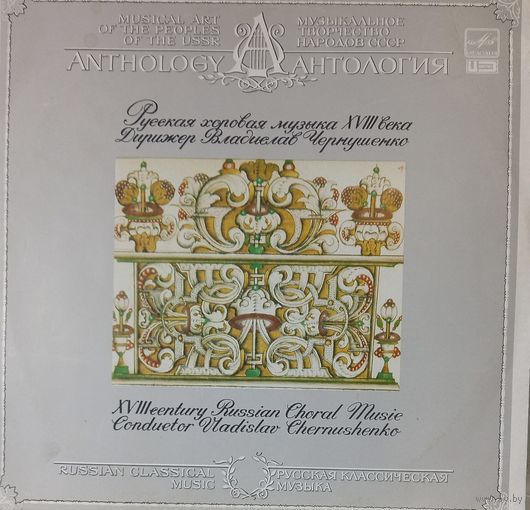 MUSICAL ART
OF THE PEOPLES
OF THE USSR
МУЗЫКАЛЬНОЕ
ТВОРЧЕСТВО
НАРОДОВ СССР
ANTHOLOGY
АНТОЛОГИЯ
Русская хоровая музыка XVIII века
Дирижер Владислав Чернушенко
XVIII century Russian Choral Music
Conductor Vladislav Chernushenko
RUSSIAN CLASSICAL
MUSIC
РУССКАЯ КЛАССИЧЕСКАЯ
МУЗЫКА